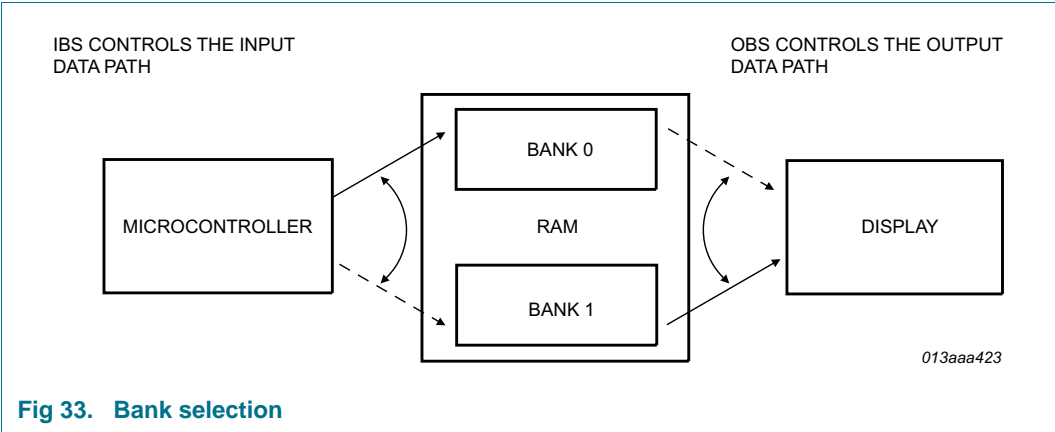 IBS CONTROLS THE INPUT
DATA PATH
OBS CONTROLS THE OUTPUT
DATA PATH
BANK 0
MICROCONTROLLER
RAM
DISPLAY
BANK 1
013aaa423
Fig 33. Bank selection